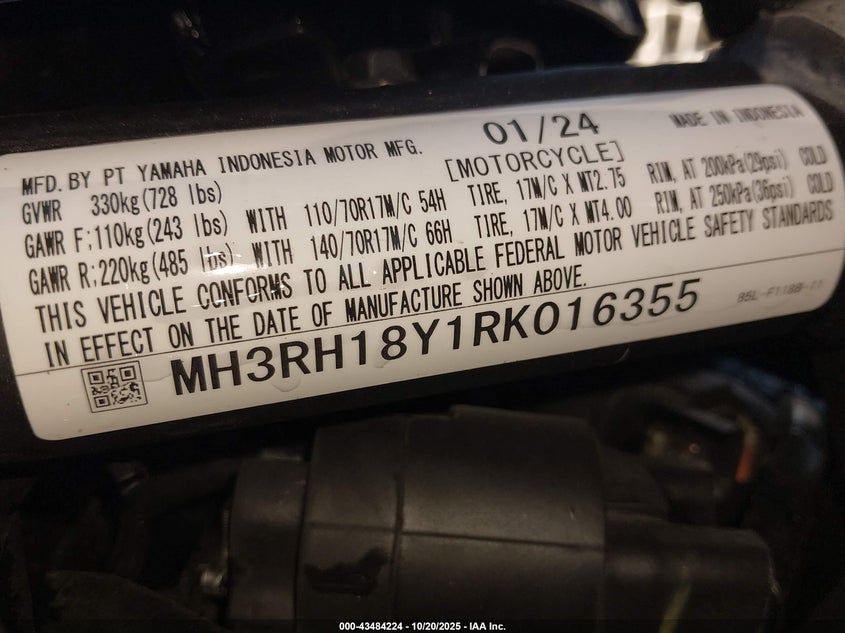 MFD. BY PT YAMAHA INDONESIA MOTOR MFG. 01/24 MADE IN INDONESIA
GVWR 330kg(728 lbs) [MOTORCYCLE]
GAWR F:110kg(243 lbs) WITH 110/70R17M/C 54H TIRE, 17M/C X MT2.75 RIM, AT 200kPa(29psi) COLD
GAWR R:220kg(485 lbs) WITH 140/70R17M/C 66H TIRE, 17M/C X MT4.00 RIM, AT 250kPa(36psi) COLD
THIS VEHICLE CONFORMS TO ALL APPLICABLE FEDERAL MOTOR VEHICLE SAFETY STANDARDS
IN EFFECT ON THE DATE OF MANUFACTURE SHOWN ABOVE.
MH3RH18Y1RK016355 B5L-F118B-11
000-43484224 - 10/20/2025 - IAA Inc.